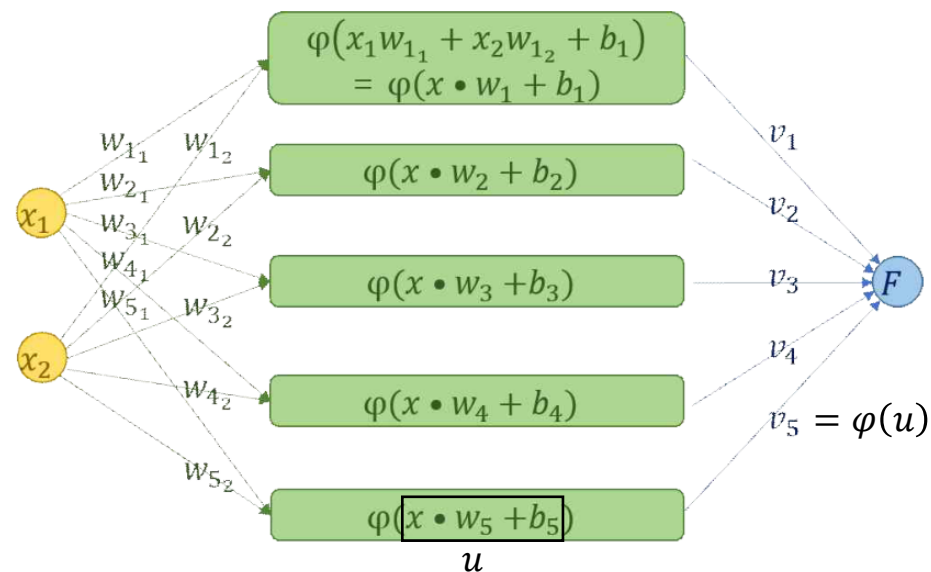 φ(x₁w₁₁ + x₂w₁₂ + b₁)
= φ(x • w₁ + b₁)
w₁₁
w₁₂
v₁
φ(x • w₂ + b₂)
w₂₁
x₁
w₂₂
v₂
w₃₁
w₄₁
φ(x • w₃ +b₃)
v₃
F
w₅₁
w₃₂
x₂
v₄
w₄₂
φ(x • w₄ + b₄)
v₅ = φ(u)
w₅₂
φ(x • w₅ +b₅)
u